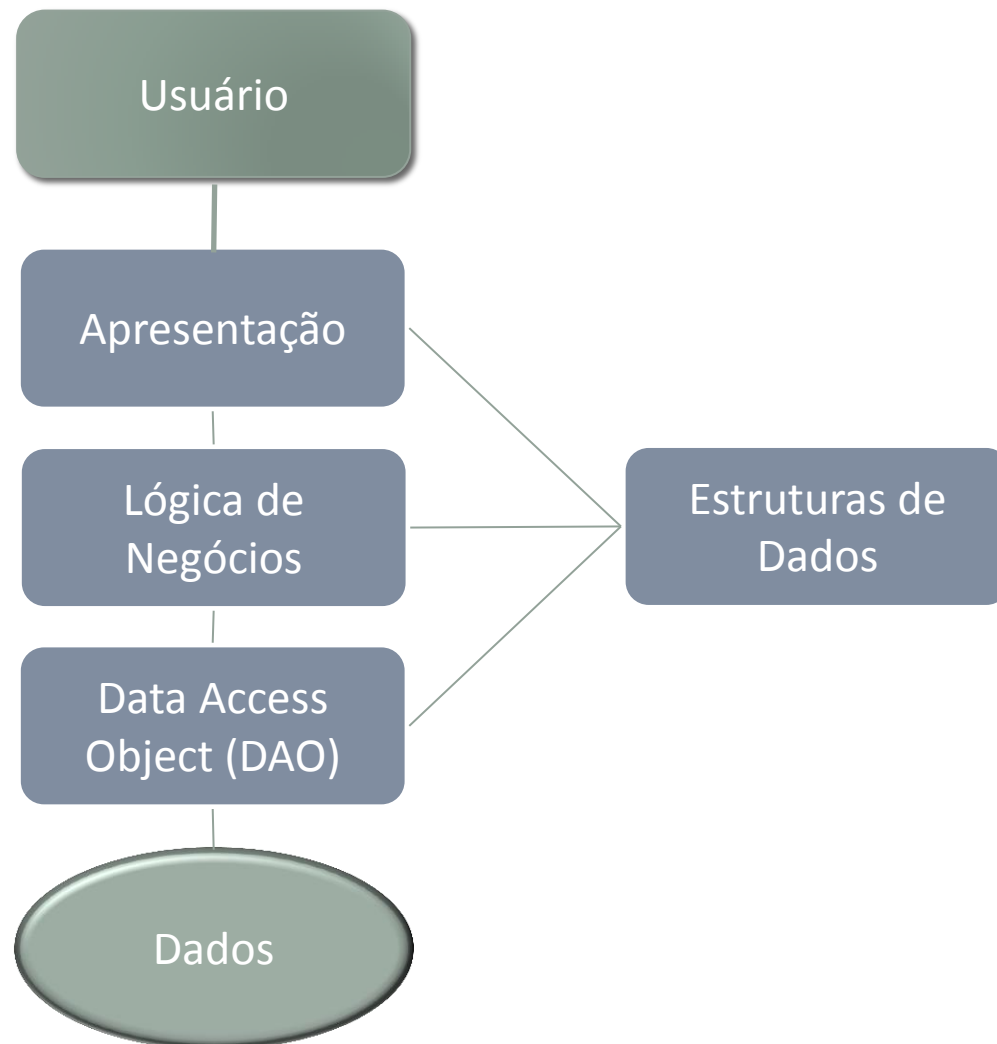 Usuário
Apresentação
Lógica de
Negócios
Estruturas de
Dados
Data Access
Object (DAO)
Dados